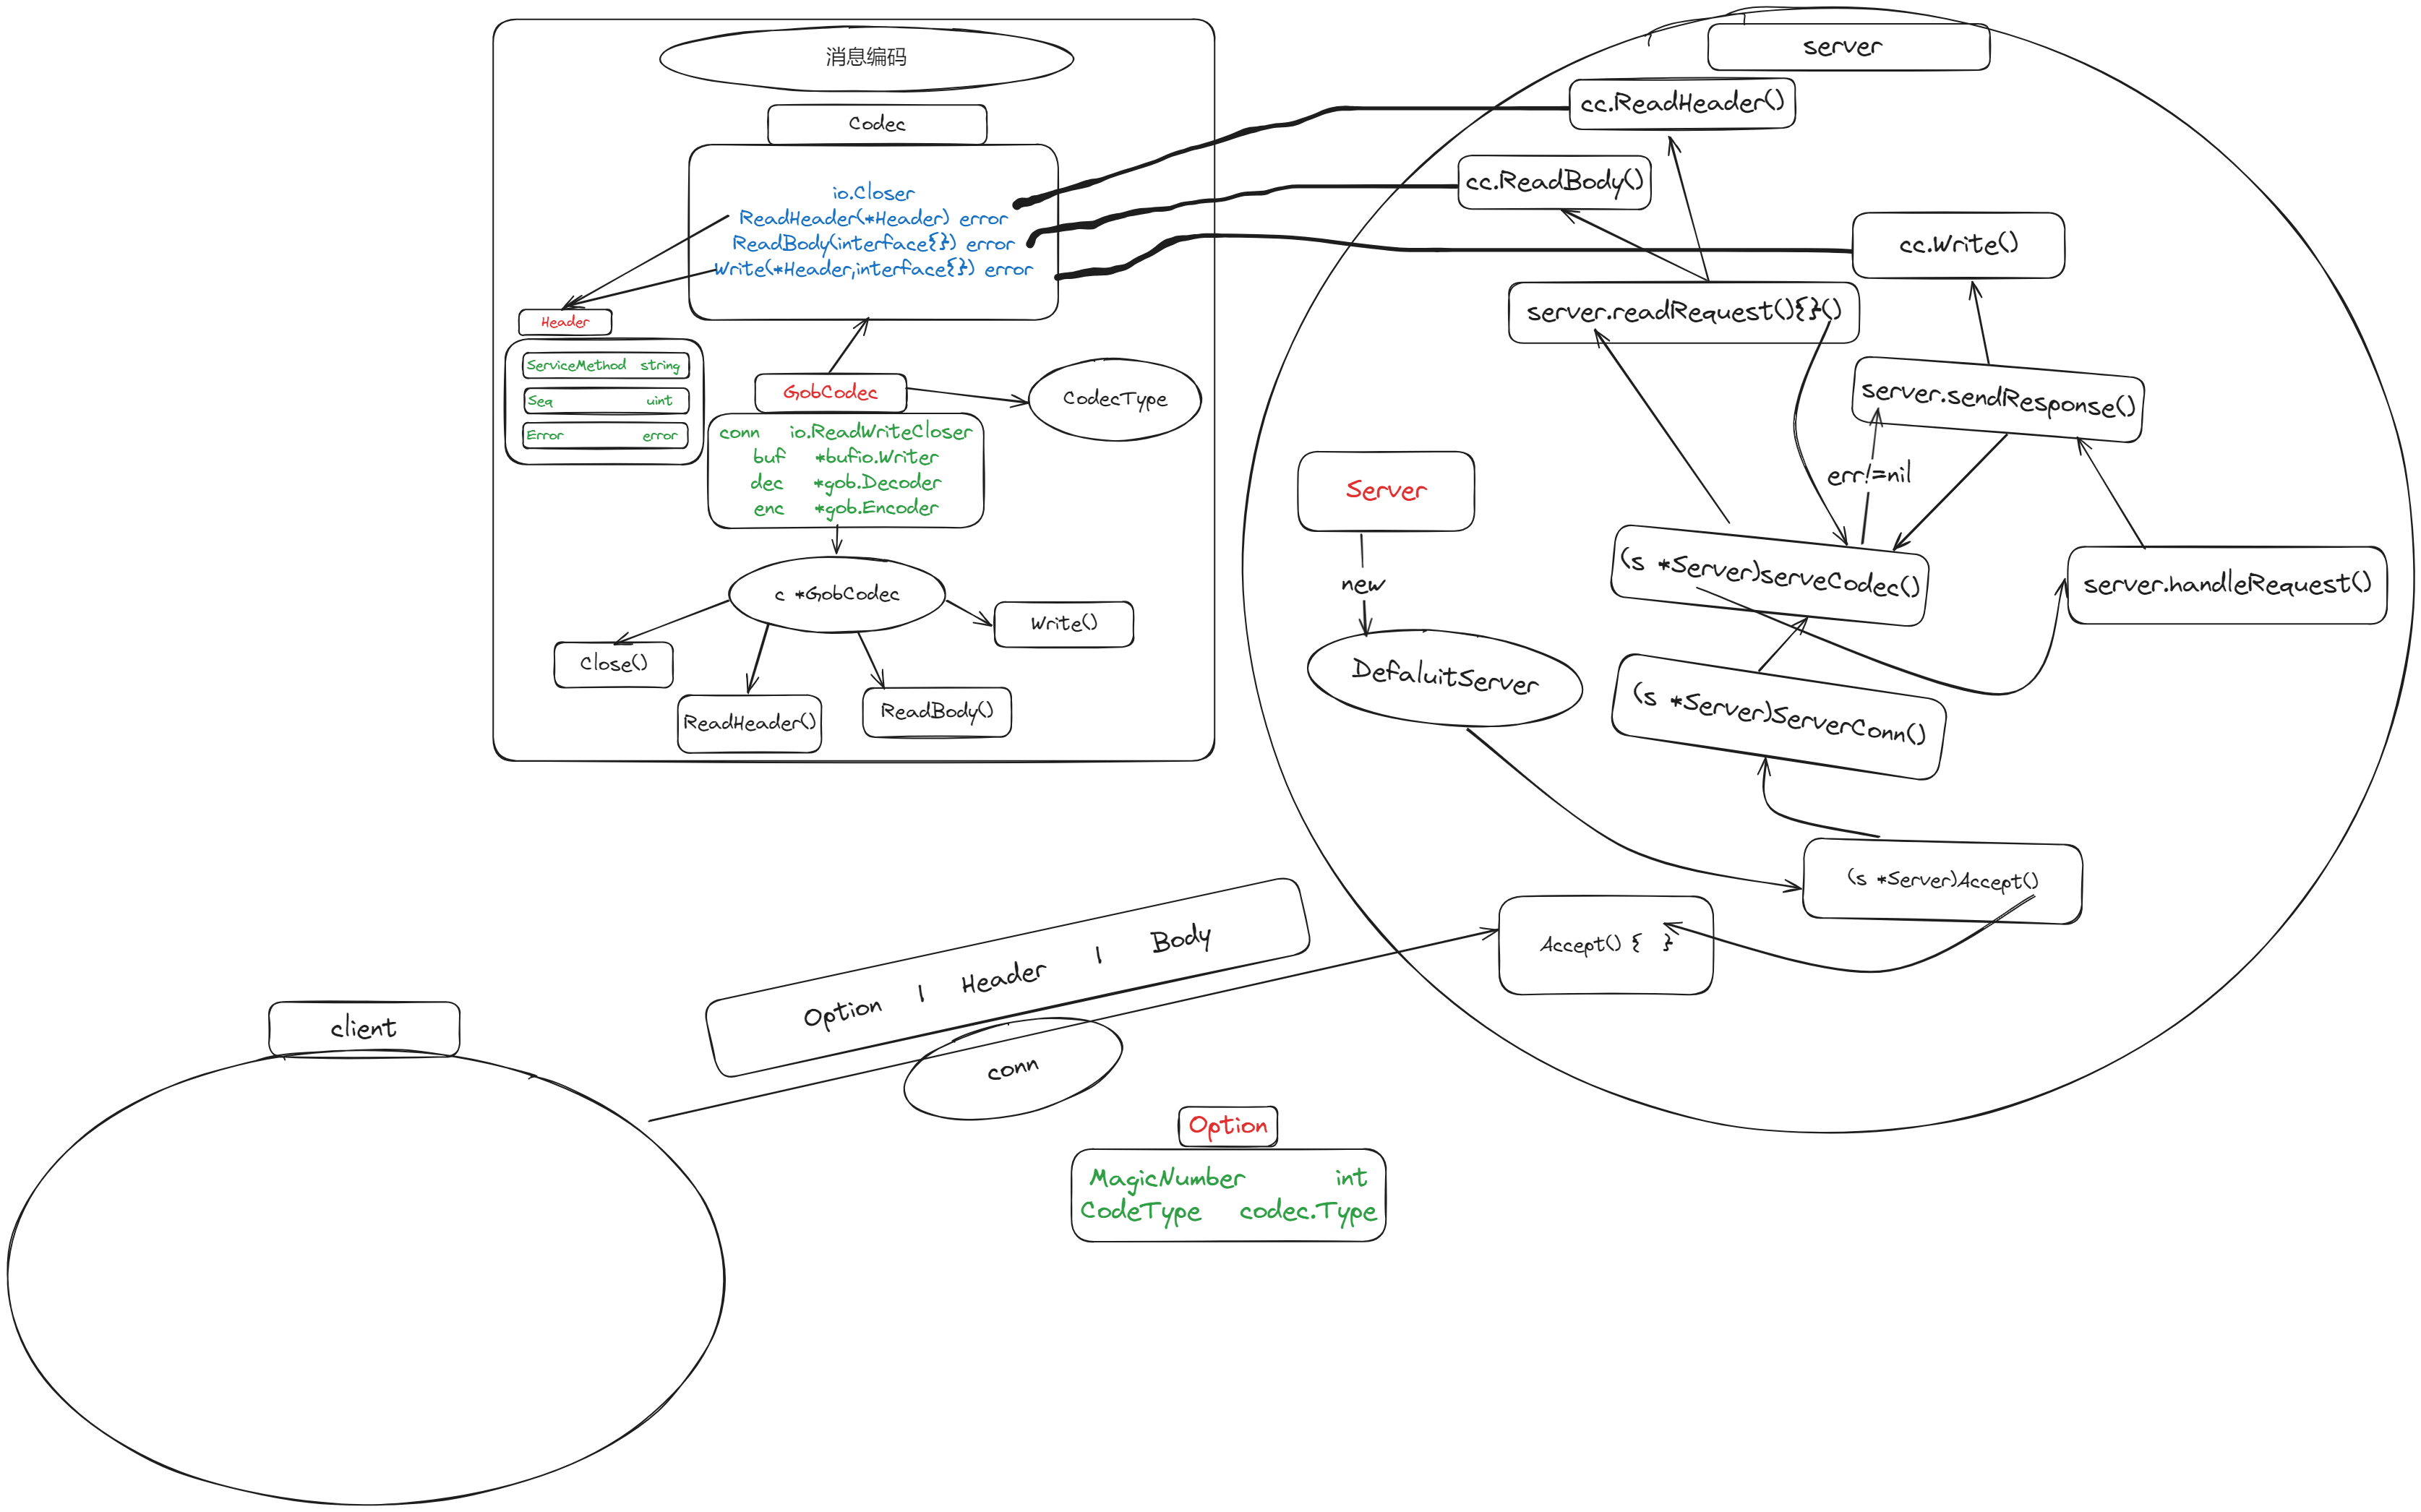 消息编码
Codec
io.Closer
ReadHeader(*Header) error
ReadBody(interface{}) error
Write(*Header,interface{}) error
Header
ServiceMethod string
Seq uint
Error error
GobCodec
CodecType
conn io.ReadWriteCloser
buf *bufio.Writer
dec *gob.Decoder
enc *gob.Encoder
c *GobCodec
Close()
ReadHeader()
ReadBody()
Write()
server
cc.ReadHeader()
cc.ReadBody()
cc.Write()
server.readRequest(){}()
server.sendResponse()
err!=nil
Server
new
DefaluitServer
(s *Server)serveCodec()
server.handleRequest()
(s *Server)ServerConn()
(s *Server)Accept()
Accept() { }
Option | Header | Body
conn
client
Option
MagicNumber int
CodeType codec.Type